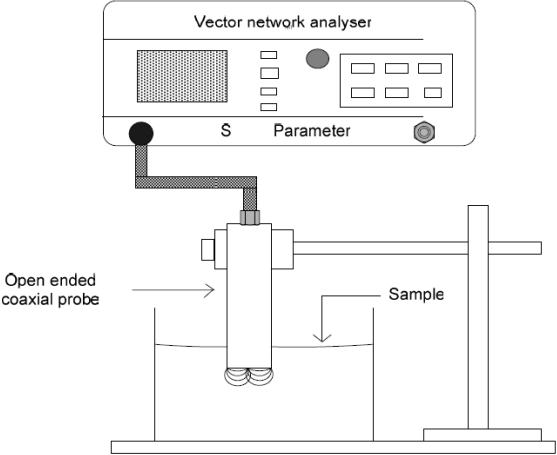 Vector network analyser
S Parameter
Open ended
coaxial probe
Sample